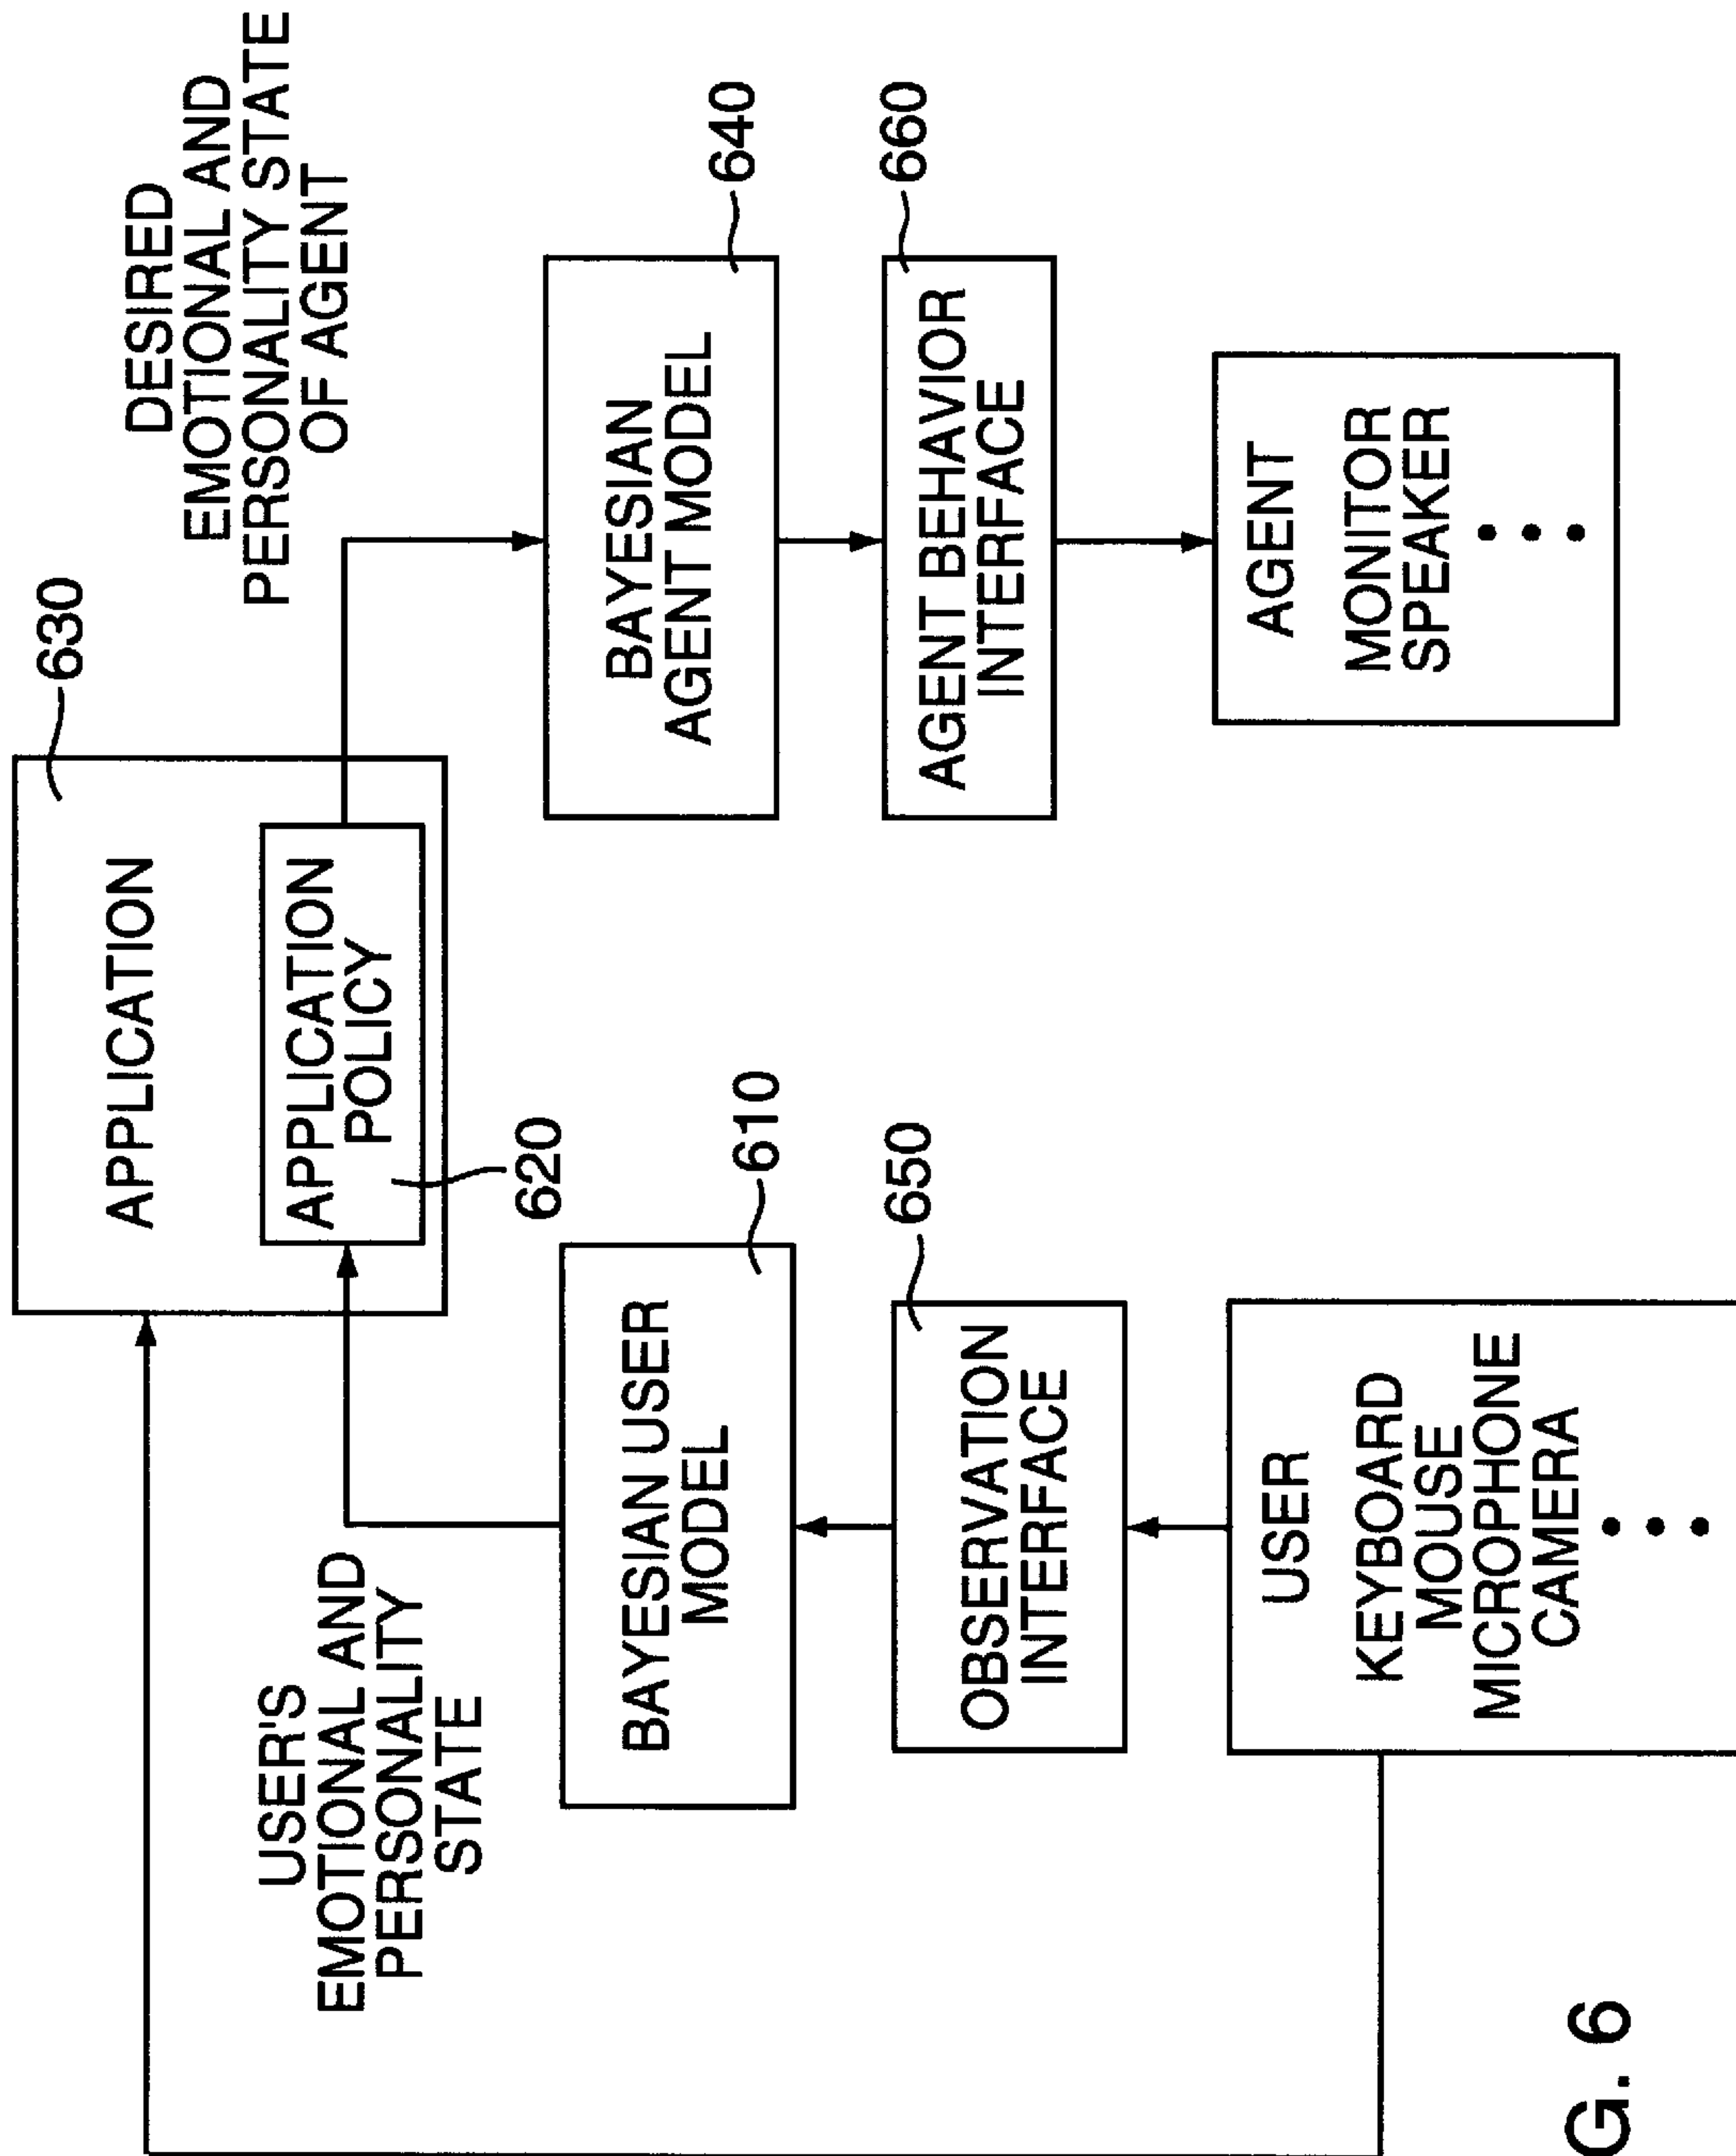 APPLICATION
630
APPLICATION
POLICY
620
USER'S
EMOTIONAL AND
PERSONALITY
STATE
DESIRED
EMOTIONAL AND
PERSONALITY STATE
OF AGENT
BAYESIAN USER
MODEL
610
BAYESIAN
AGENT MODEL
640
OBSERVATION
INTERFACE
650
AGENT BEHAVIOR
INTERFACE
660
USER
KEYBOARD
MOUSE
MICROPHONE
CAMERA
AGENT
MONITOR
SPEAKER
G. 6